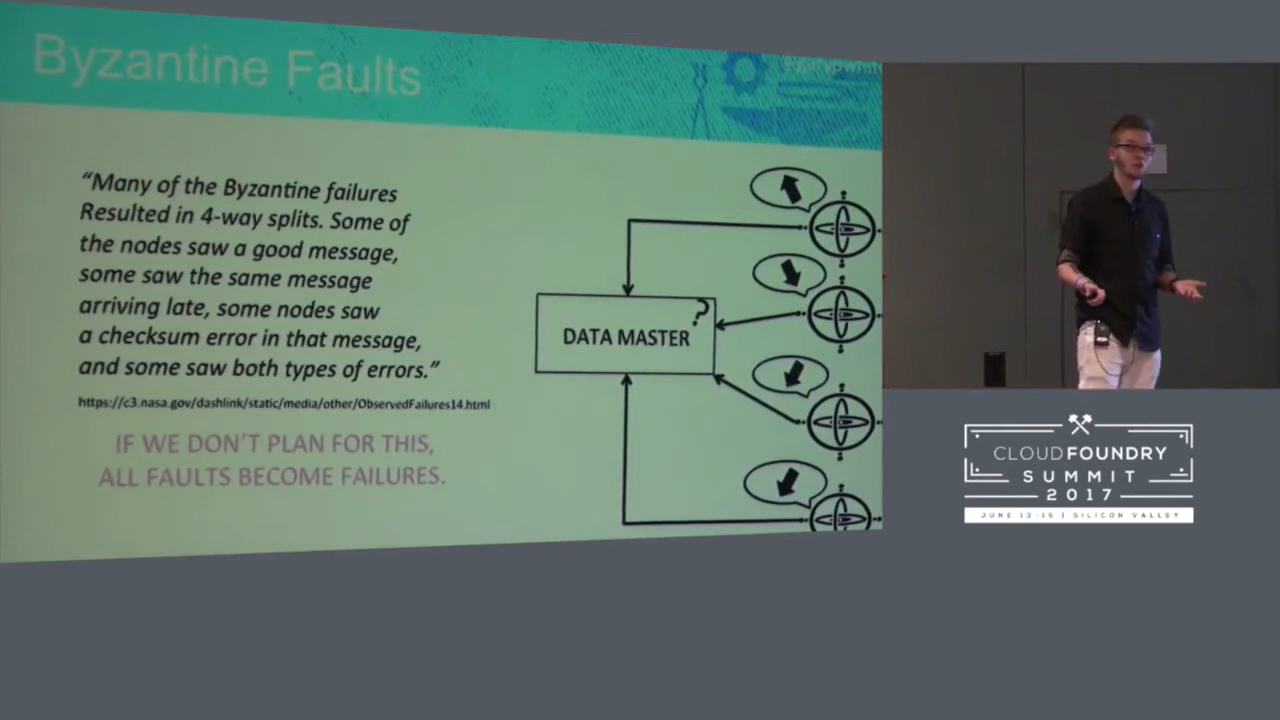 Byzantine Faults
“Many of the Byzantine failures
Resulted in 4-way splits. Some of
the nodes saw a good message,
some saw the same message
arriving late, some nodes saw
a checksum error in that message,
and some saw both types of errors.”
https://c3.nasa.gov/dashlink/static/media/other/ObservedFailures14.html
IF WE DON’T PLAN FOR THIS,
ALL FAULTS BECOME FAILURES.
?
DATA MASTER
CLOUD FOUNDRY
SUMMIT
2017
JUNE 13-15 | SILICON VALLEY